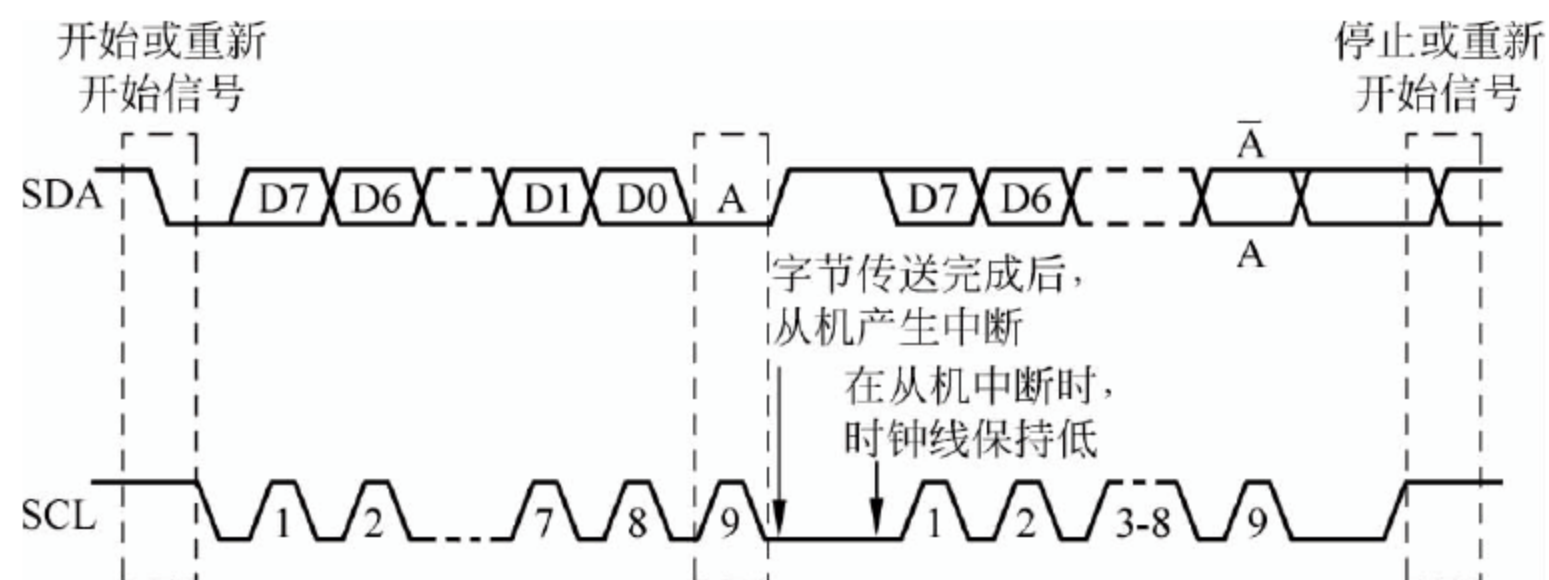 开始或重新
开始信号
停止或重新
开始信号
SDA D7 D6 D1 D0 A D7 D6 Ā
A
字节传送完成后，
从机产生中断
在从机中断时，
时钟线保持低
SCL 1 2 7 8 9 1 2 3-8 9